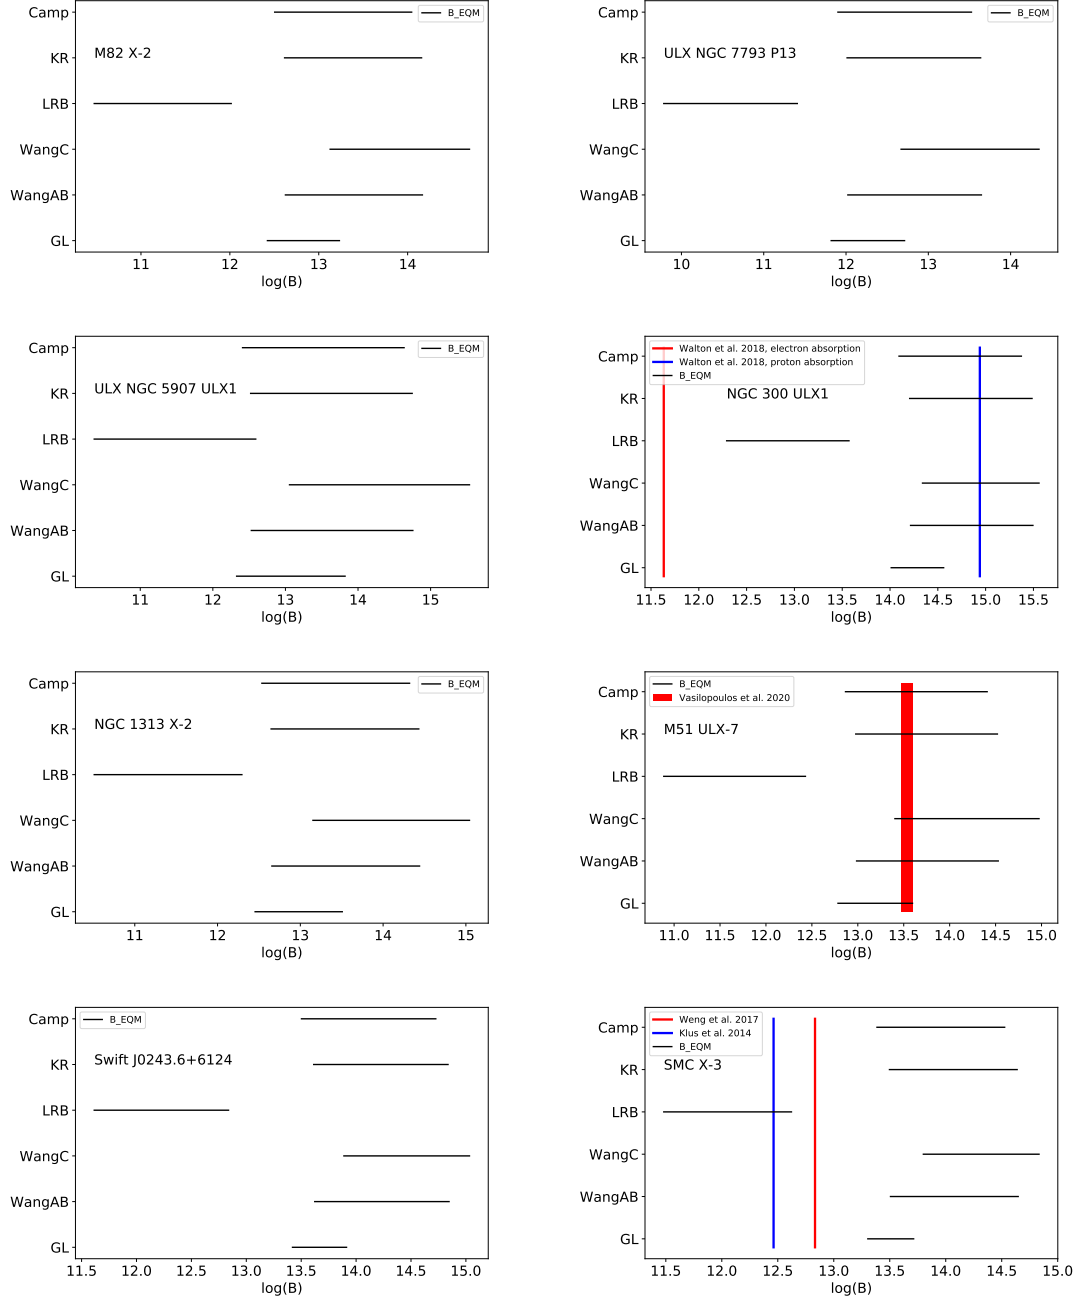 Camp
B_EQM
M82 X-2
KR
LRB
WangC
WangAB
GL
11 12 13 14
log(B)
Camp
B_EQM
ULX NGC 7793 P13
KR
LRB
WangC
WangAB
GL
10 11 12 13 14
log(B)
Camp
B_EQM
ULX NGC 5907 ULX1
KR
LRB
WangC
WangAB
GL
11 12 13 14 15
log(B)
Walton et al. 2018, electron absorption
Camp
Walton et al. 2018, proton absorption
B_EQM
NGC 300 ULX1
KR
LRB
WangC
WangAB
GL
11.5 12.0 12.5 13.0 13.5 14.0 14.5 15.0 15.5
log(B)
Camp
B_EQM
NGC 1313 X-2
KR
LRB
WangC
WangAB
GL
11 12 13 14 15
log(B)
B_EQM
Camp
Vasilopoulos et al. 2020
M51 ULX-7
KR
LRB
WangC
WangAB
GL
11.0 11.5 12.0 12.5 13.0 13.5 14.0 14.5 15.0
log(B)
Camp
B_EQM
Swift J0243.6+6124
KR
LRB
WangC
WangAB
GL
11.5 12.0 12.5 13.0 13.5 14.0 14.5 15.0
log(B)
Weng et al. 2017
Camp
Klus et al. 2014
B_EQM
SMC X-3
KR
LRB
WangC
WangAB
GL
11.5 12.0 12.5 13.0 13.5 14.0 14.5 15.0
log(B)